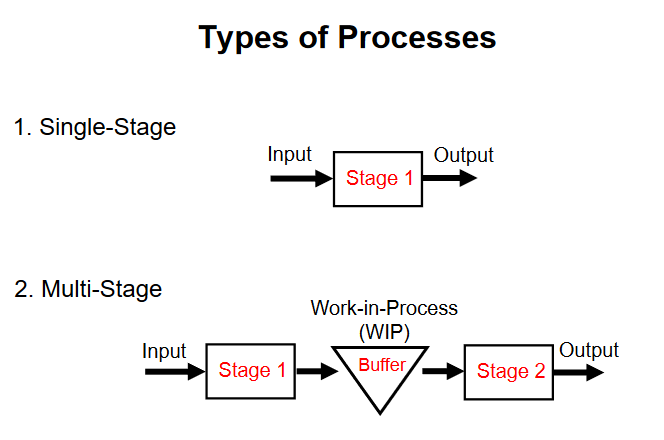 Types of Processes
1. Single-Stage
Input
Output
Stage 1
2. Multi-Stage
Work-in-Process
(WIP)
Input
Stage 1
Buffer
Stage 2
Output